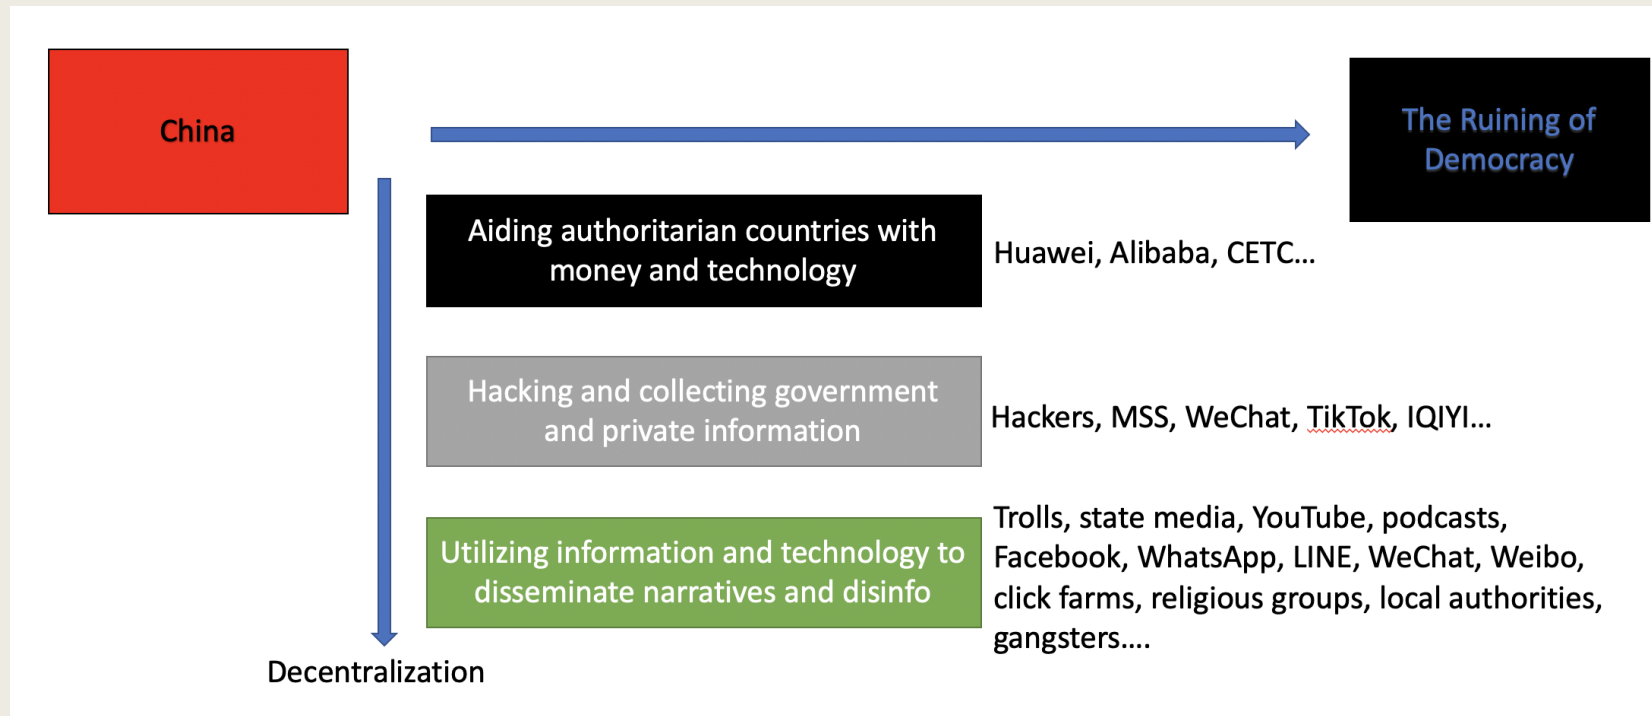 China
The Ruining of
Democracy
Aiding authoritarian countries with
money and technology
Huawei, Alibaba, CETC...
Hacking and collecting government
and private information
Hackers, MSS, WeChat, TikTok, IQIYI...
Utilizing information and technology to
disseminate narratives and disinfo
Trolls, state media, YouTube, podcasts,
Facebook, WhatsApp, LINE, WeChat, Weibo,
click farms, religious groups, local authorities,
gangsters....
Decentralization